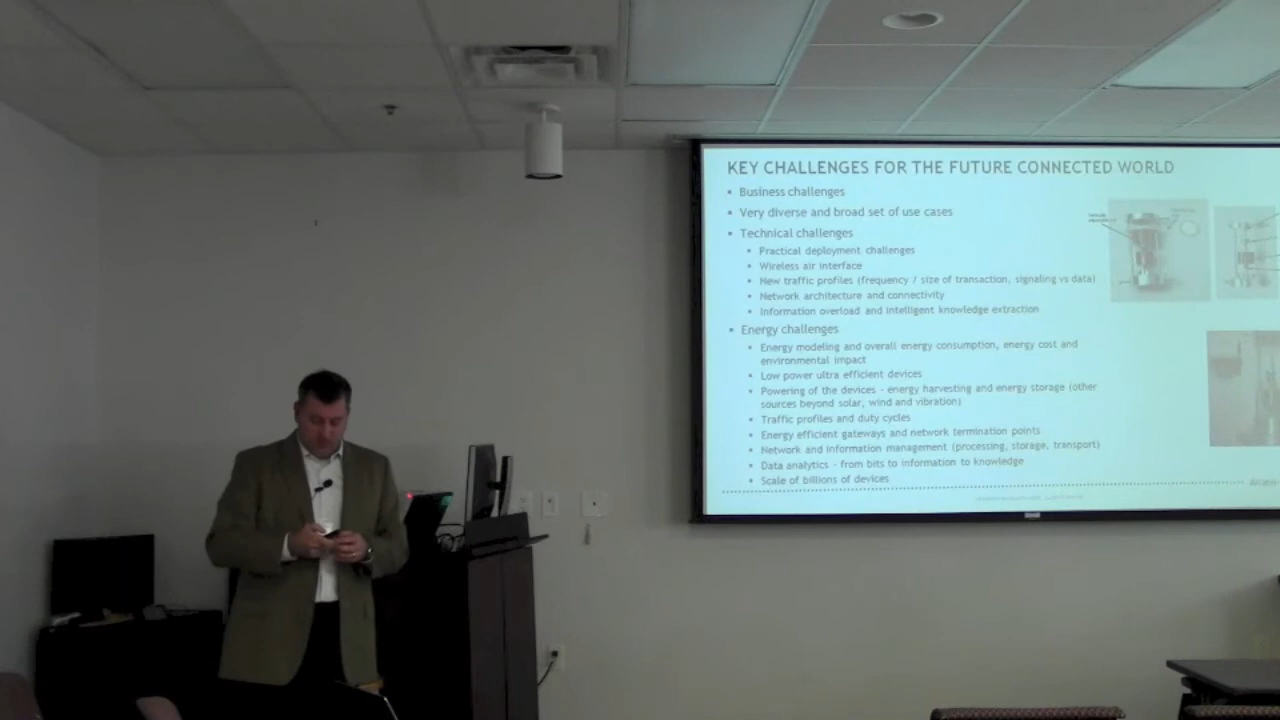 KEY CHALLENGES FOR THE FUTURE CONNECTED WORLD
Business challenges
Very diverse and broad set of use cases
Technical challenges
Practical deployment challenges
Wireless air interface
New traffic profiles (frequency / size of transaction, signaling vs data)
Network architecture and connectivity
Information overload and intelligent knowledge extraction
Energy challenges
Energy modeling and overall energy consumption, energy cost and
environmental impact
Low power ultra efficient devices
Powering of the devices - energy harvesting and energy storage (other
sources beyond solar, wind and vibration)
Traffic profiles and duty cycles
Energy efficient gateways and network termination points
Network and information management (processing, storage, transport)
Data analytics - from bits to information to knowledge
Scale of billions of devices